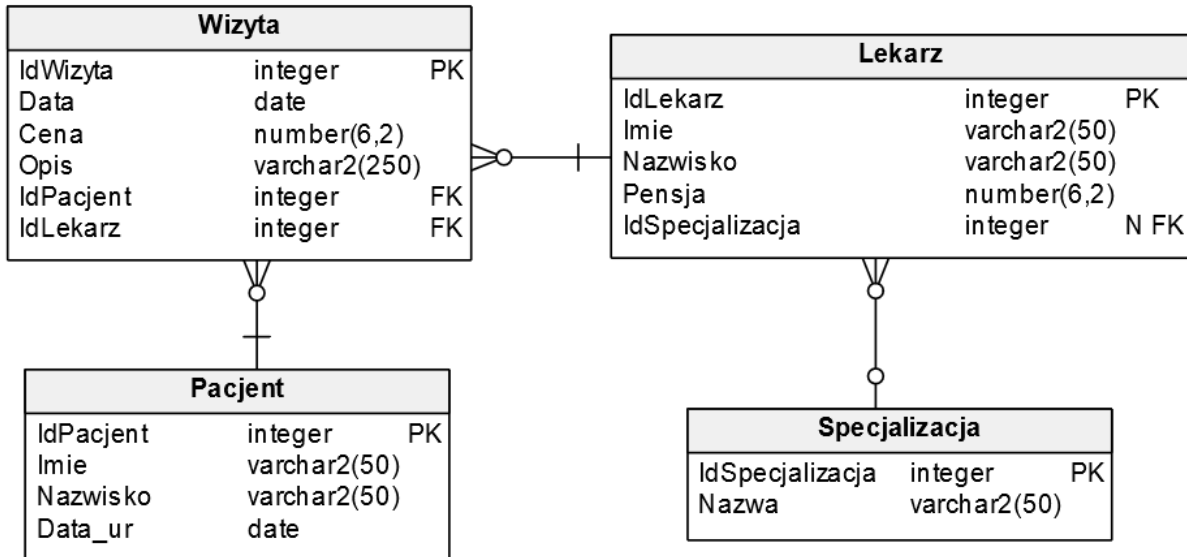 Wizyta
IdWizyta integer PK
Data date
Cena number(6,2)
Opis varchar2(250)
IdPacjent integer FK
IdLekarz integer FK
Lekarz
IdLekarz integer PK
Imie varchar2(50)
Nazwisko varchar2(50)
Pensja number(6,2)
IdSpecjalizacja integer N FK
Pacjent
IdPacjent integer PK
Imie varchar2(50)
Nazwisko varchar2(50)
Data_ur date
Specjalizacja
IdSpecjalizacja integer PK
Nazwa varchar2(50)